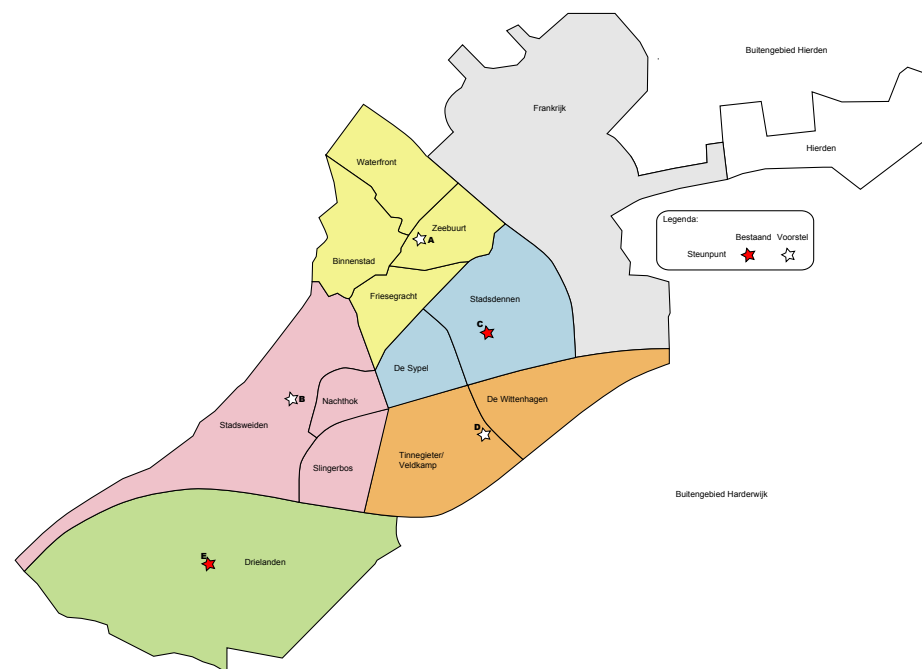 Buitengebied Hierden
Frankrijk
Hierden
Waterfront
Legenda:
Bestaand Voorstel
Steunpunt
Zeebuurt
A
Binnenstad
Friesegracht
Stadsdennen
C
De Sypel
B
Nachthok
De Wittenhagen
Stadsweiden
D
Tinnegieter/
Veldkamp
Slingerbos
Buitengebied Harderwijk
E
Drielanden